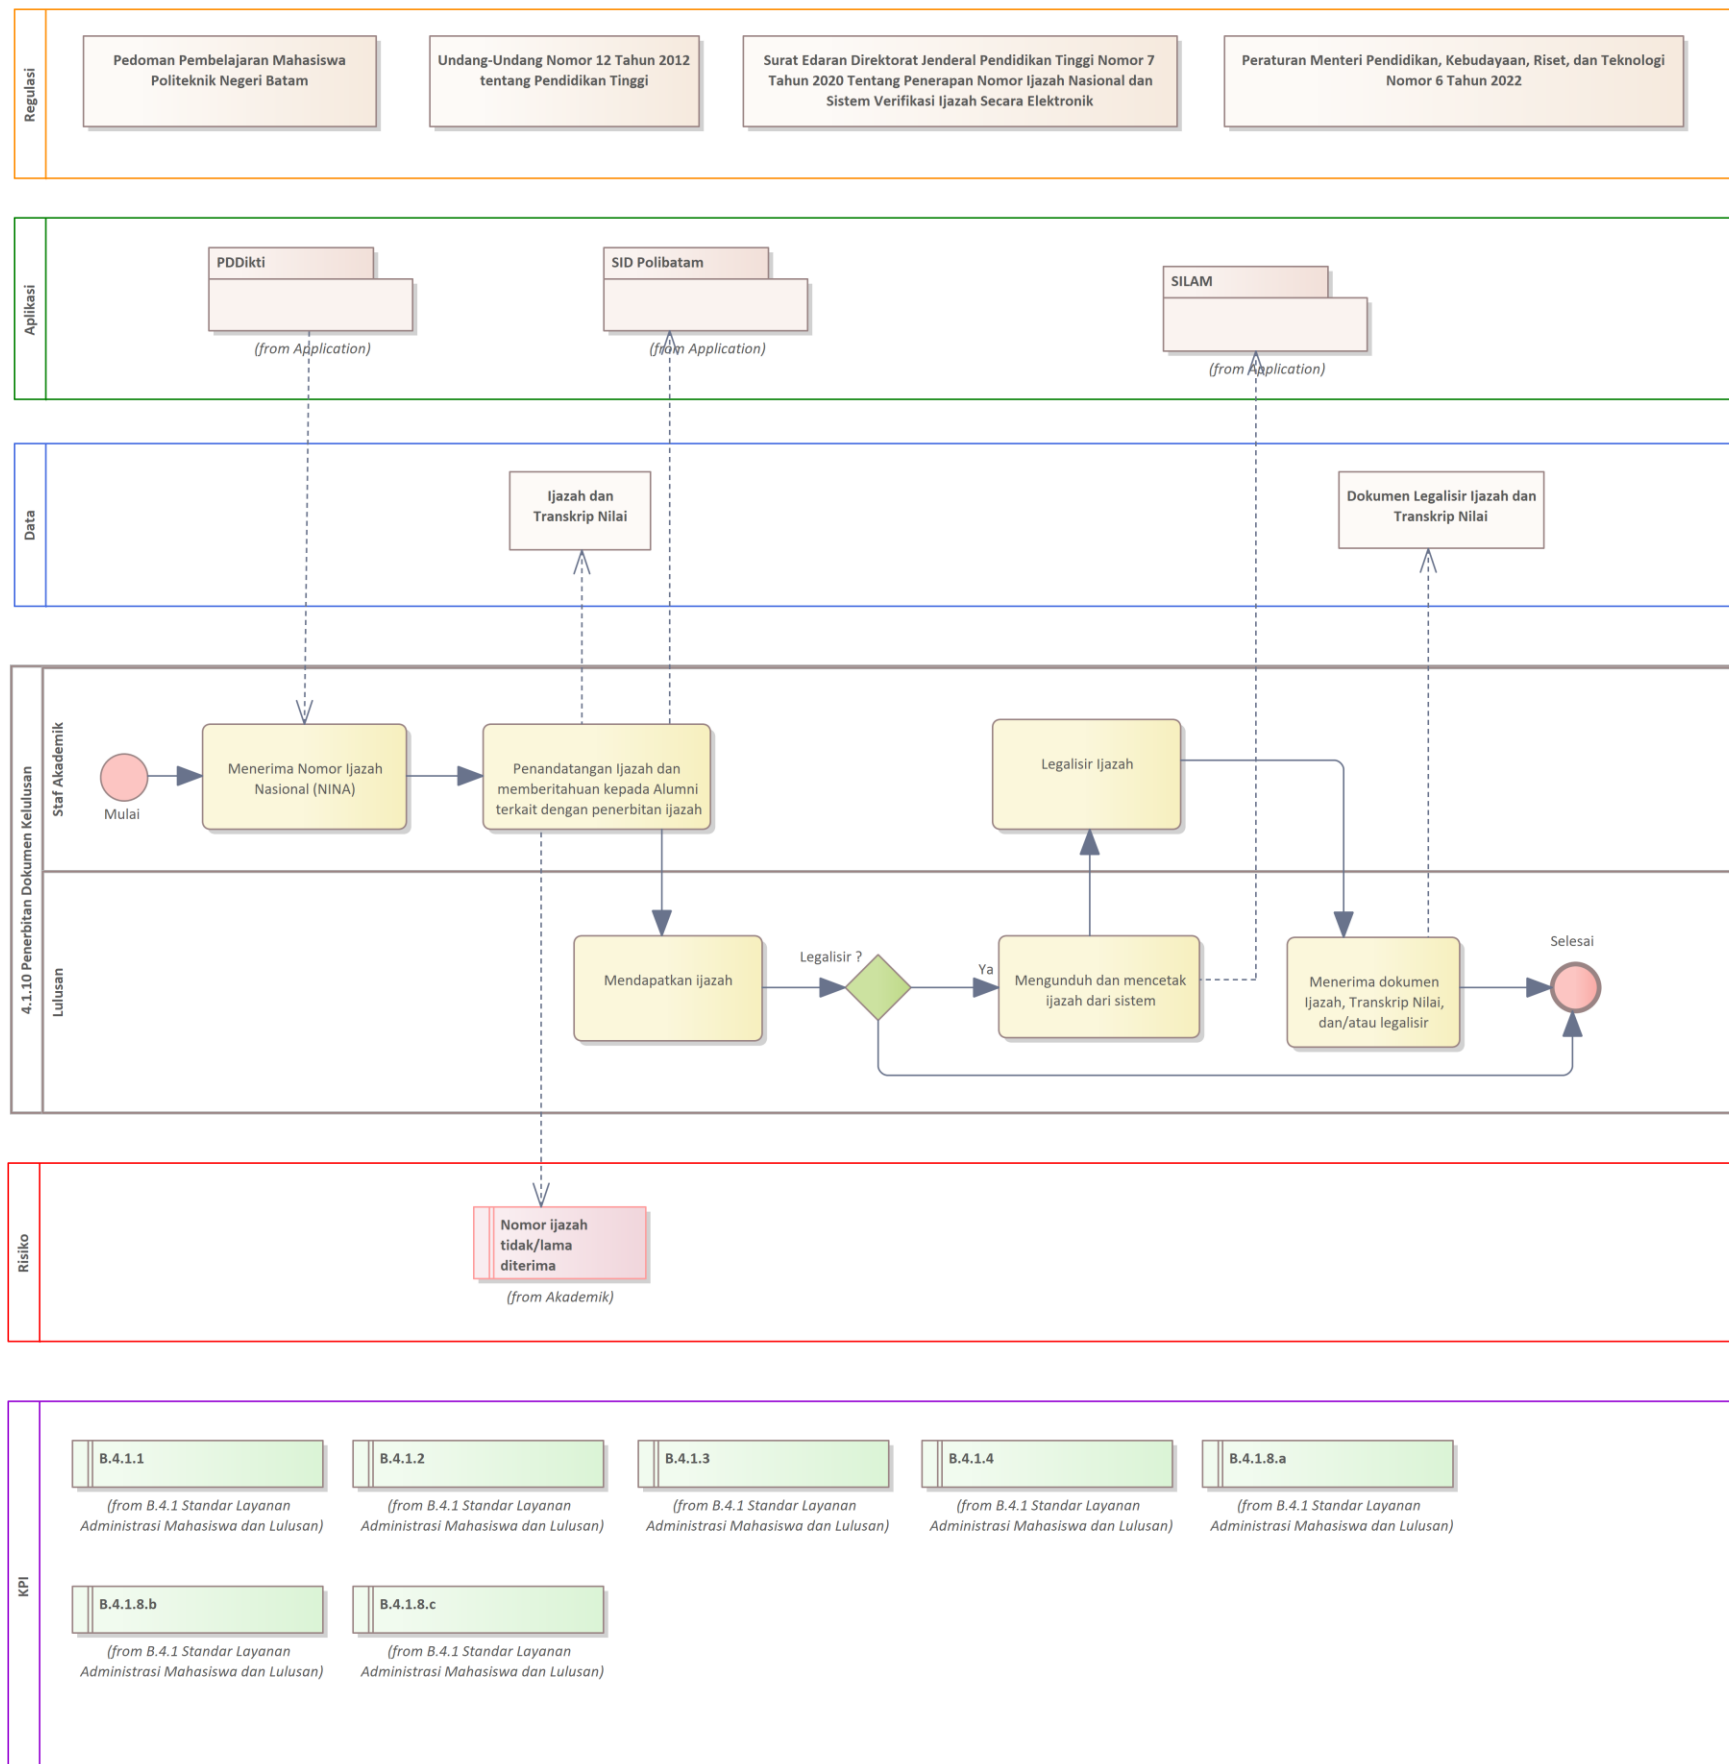 Regulasi
Pedoman Pembelajaran Mahasiswa
Politeknik Negeri Batam
Undang-Undang Nomor 12 Tahun 2012
tentang Pendidikan Tinggi
Surat Edaran Direktorat Jenderal Pendidikan Tinggi Nomor 7
Tahun 2020 Tentang Penerapan Nomor Ijazah Nasional dan
Sistem Verifikasi Ijazah Secara Elektronik
Peraturan Menteri Pendidikan, Kebudayaan, Riset, dan Teknologi
Nomor 6 Tahun 2022
Aplikasi
PDDikti
(from Application)
SID Polibatam
(from Application)
SILAM
(from Application)
Data
Ijazah dan
Transkrip Nilai
Dokumen Legalisir Ijazah dan
Transkrip Nilai
4.1.10 Penerbitan Dokumen Kelulusan
Staf Akademik
Mulai
Menerima Nomor Ijazah
Nasional (NINA)
Penandatangan Ijazah dan
memberitahuan kepada Alumni
terkait dengan penerbitan ijazah
Legalisir Ijazah
Lulusan
Mendapatkan ijazah
Legalisir ?
Ya
Mengunduh dan mencetak
ijazah dari sistem
Menerima dokumen
Ijazah, Transkrip Nilai,
dan/atau legalisir
Selesai
Risiko
Nomor ijazah
tidak/lama
diterima
(from Akademik)
KPI
B.4.1.1
(from B.4.1 Standar Layanan
Administrasi Mahasiswa dan Lulusan)
B.4.1.2
(from B.4.1 Standar Layanan
Administrasi Mahasiswa dan Lulusan)
B.4.1.3
(from B.4.1 Standar Layanan
Administrasi Mahasiswa dan Lulusan)
B.4.1.4
(from B.4.1 Standar Layanan
Administrasi Mahasiswa dan Lulusan)
B.4.1.8.a
(from B.4.1 Standar Layanan
Administrasi Mahasiswa dan Lulusan)
B.4.1.8.b
(from B.4.1 Standar Layanan
Administrasi Mahasiswa dan Lulusan)
B.4.1.8.c
(from B.4.1 Standar Layanan
Administrasi Mahasiswa dan Lulusan)